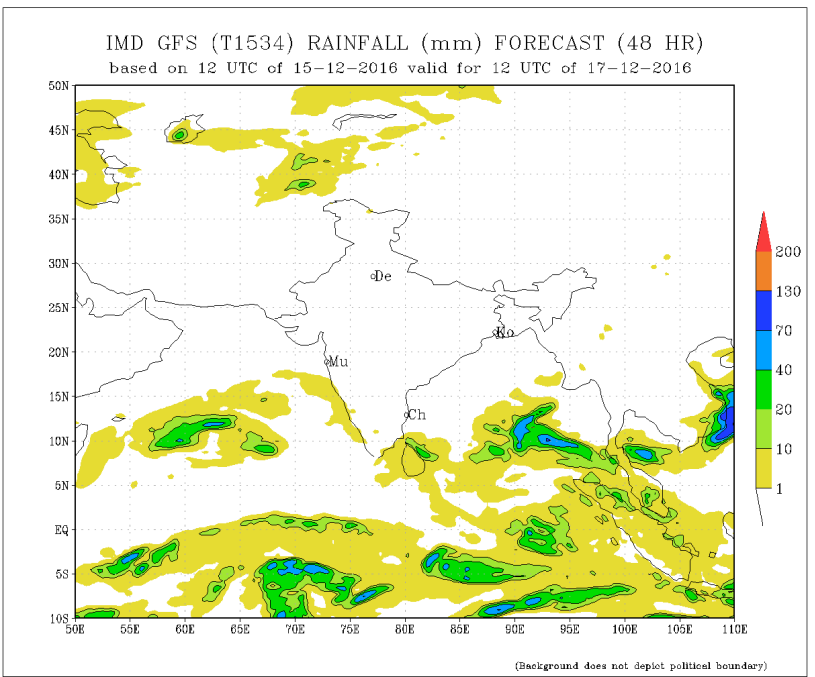 IMD GFS (T1534) RAINFALL (mm) FORECAST (48 HR)
based on 12 UTC of 15-12-2016 valid for 12 UTC of 17-12-2016
50N
45N
40N
35N
30N
25N
20N
15N
10N
5N
EQ
5S
10S
De
Ko
Mu
Ch
200
130
70
40
20
10
1
50E 55E 60E 65E 70E 75E 80E 85E 90E 95E 100E 105E 110E
(Background does not depict political boundary)